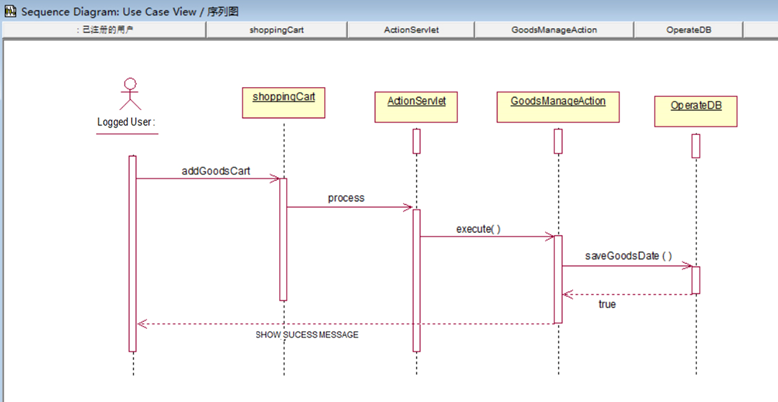 Sequence Diagram: Use Case View / 序列图
: 已注册的用户
shoppingCart
ActionServlet
GoodsManageAction
OperateDB
shoppingCart
ActionServlet
GoodsManageAction
OperateDB
Logged User :
addGoodsCart
process
execute( )
saveGoodsDate ( )
true
SHOW SUCESS MESSAGE